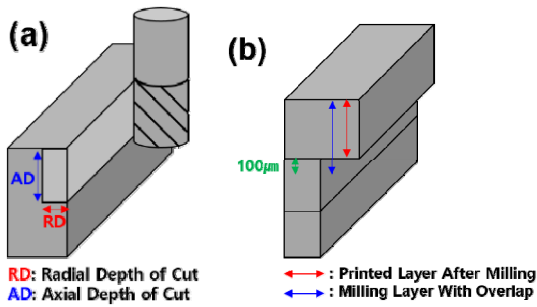 (a)
AD
RD
RD: Radial Depth of Cut
AD: Axial Depth of Cut
(b)
100μm
: Printed Layer After Milling
: Milling Layer With Overlap